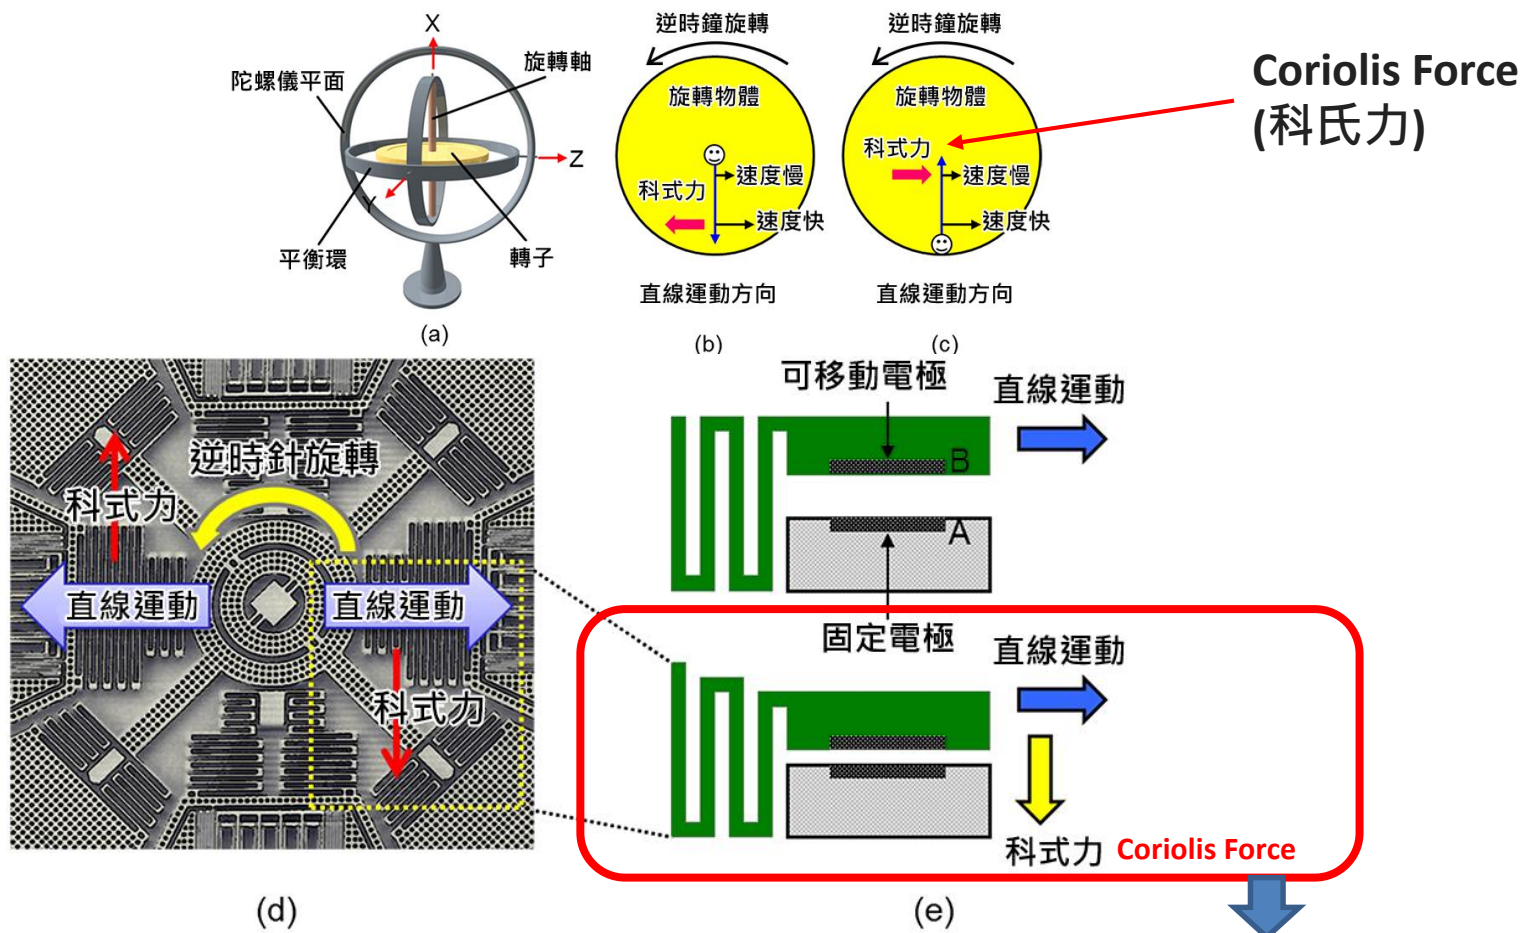 X
旋轉軸
陀螺儀平面
Z
Y
平衡環
轉子
(a)
逆時鐘旋轉
旋轉物體
科式力
速度慢
速度快
直線運動方向
(b)
逆時鐘旋轉
旋轉物體
科式力
速度慢
速度快
直線運動方向
(c)
Coriolis Force
(科氏力)
逆時針旋轉
科式力
直線運動
直線運動
科式力
(d)
可移動電極
直線運動
B
A
固定電極
直線運動
科式力 Coriolis Force
(e)